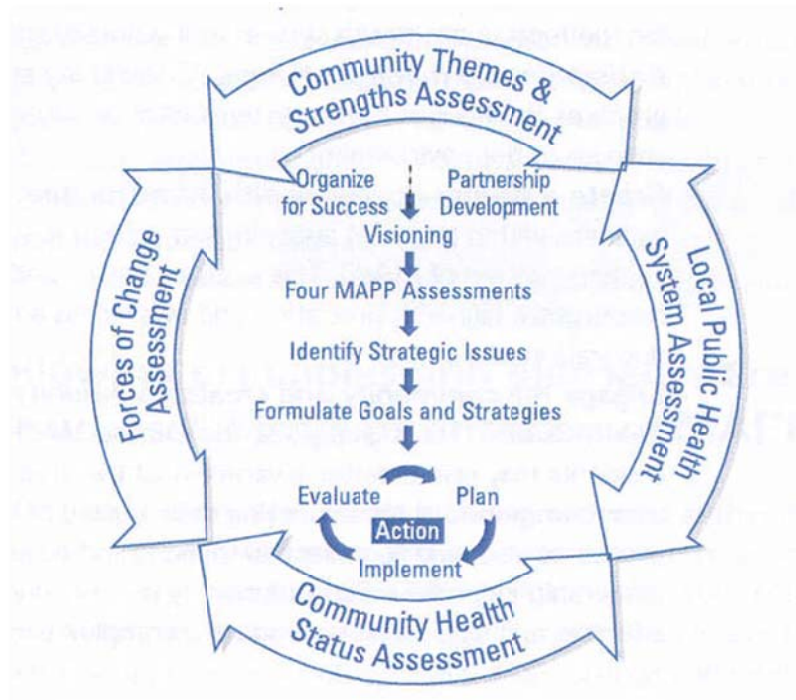 Community Themes &
Strengths Assessment
Organize
for Success
Partnership
Development
Visioning
Four MAPP Assessments
Identify Strategic Issues
Formulate Goals and Strategies
Evaluate
Plan
Action
Implement
Forces of Change
Assessment
Local Public Health
System Assessment
Community Health
Status Assessment